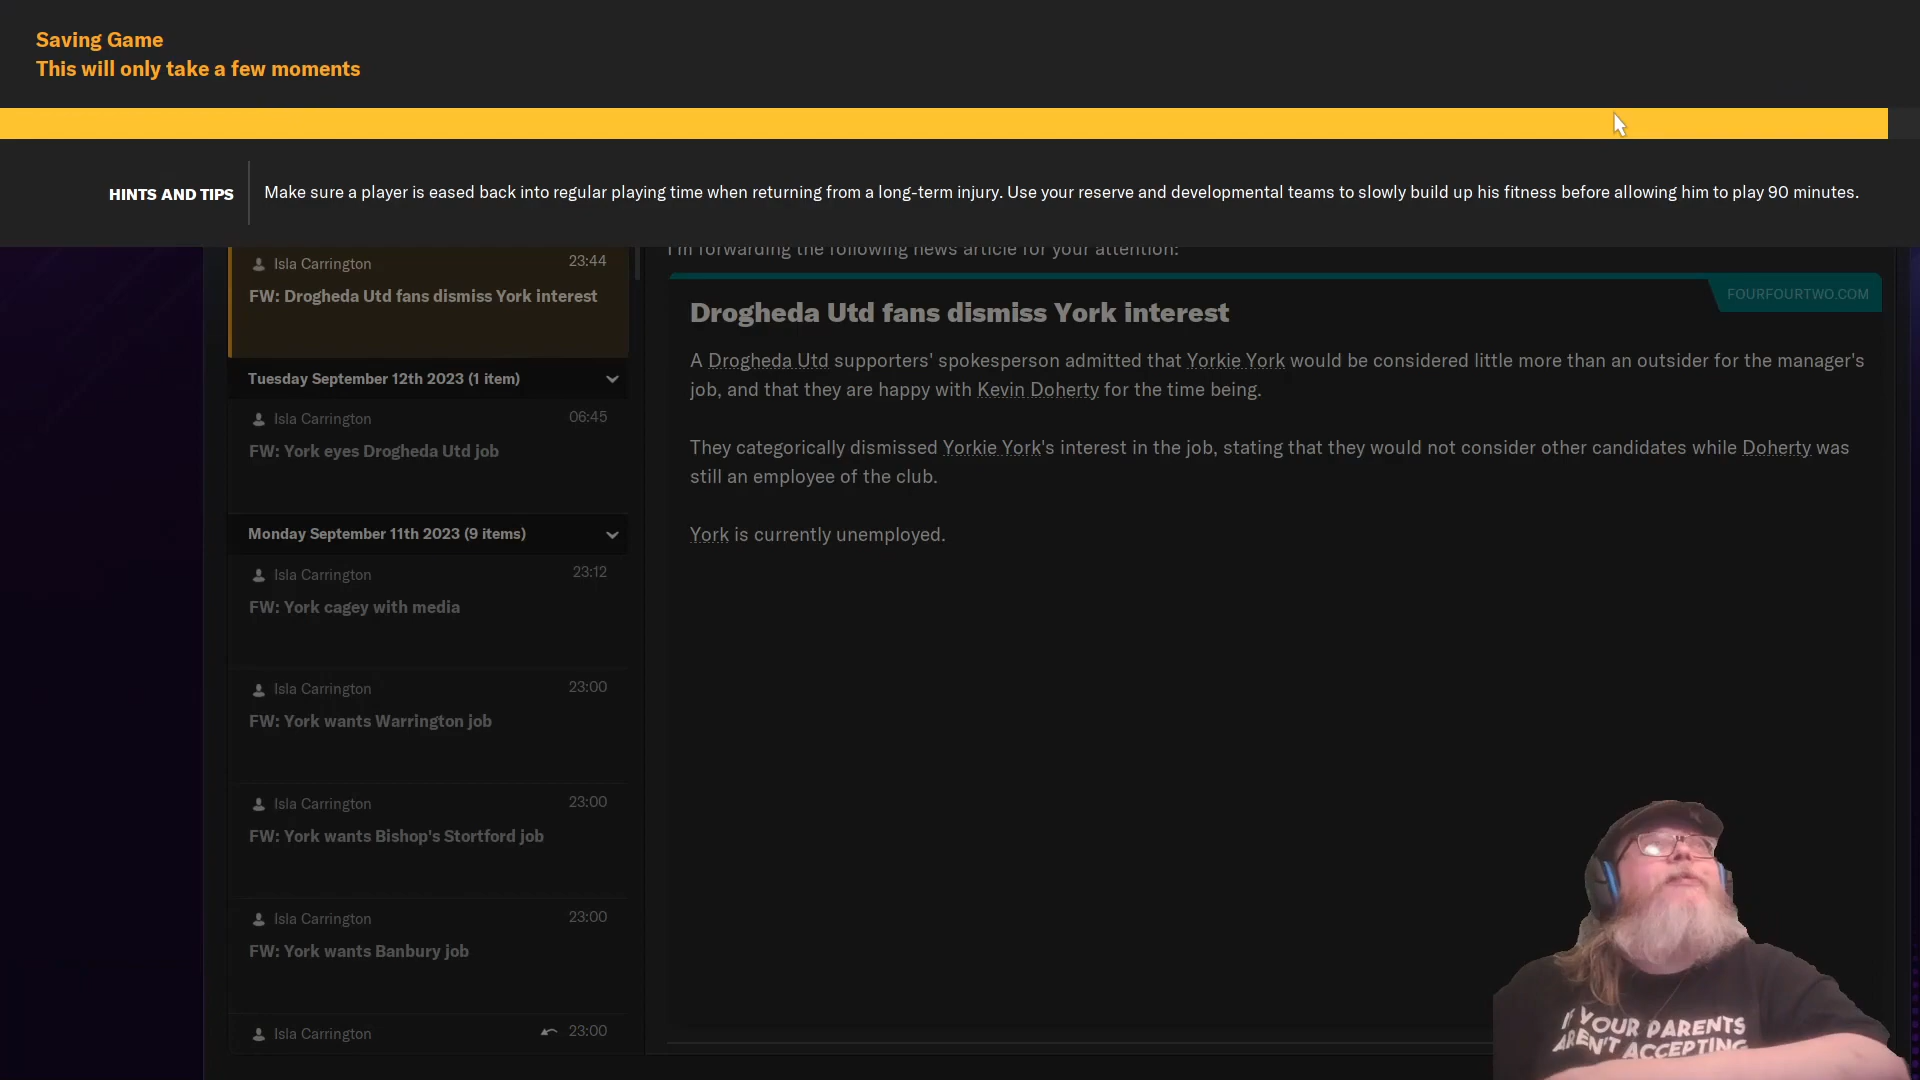 Saving Game
This will only take a few moments
HINTS AND TIPS
Make sure a player is eased back into regular playing time when returning from a long-term injury. Use your reserve and developmental teams to slowly build up his fitness before allowing him to play 90 minutes.
Isla Carrington 23:44
FW: Drogheda Utd fans dismiss York interest
Tuesday September 12th 2023 (1 item)
Isla Carrington 06:45
FW: York eyes Drogheda Utd job
Monday September 11th 2023 (9 items)
Isla Carrington 23:12
FW: York cagey with media
Isla Carrington 23:00
FW: York wants Warrington job
Isla Carrington 23:00
FW: York wants Bishop's Stortford job
Isla Carrington 23:00
FW: York wants Banbury job
Isla Carrington 23:00
I'm forwarding the following news article for your attention:
FOURFOURTWO.COM
Drogheda Utd fans dismiss York interest
A Drogheda Utd supporters' spokesperson admitted that Yorkie York would be considered little more than an outsider for the manager's
job, and that they are happy with Kevin Doherty for the time being.
They categorically dismissed Yorkie York's interest in the job, stating that they would not consider other candidates while Doherty was
still an employee of the club.
York is currently unemployed.
IF YOUR PARENTS
AREN'T ACCEPTING